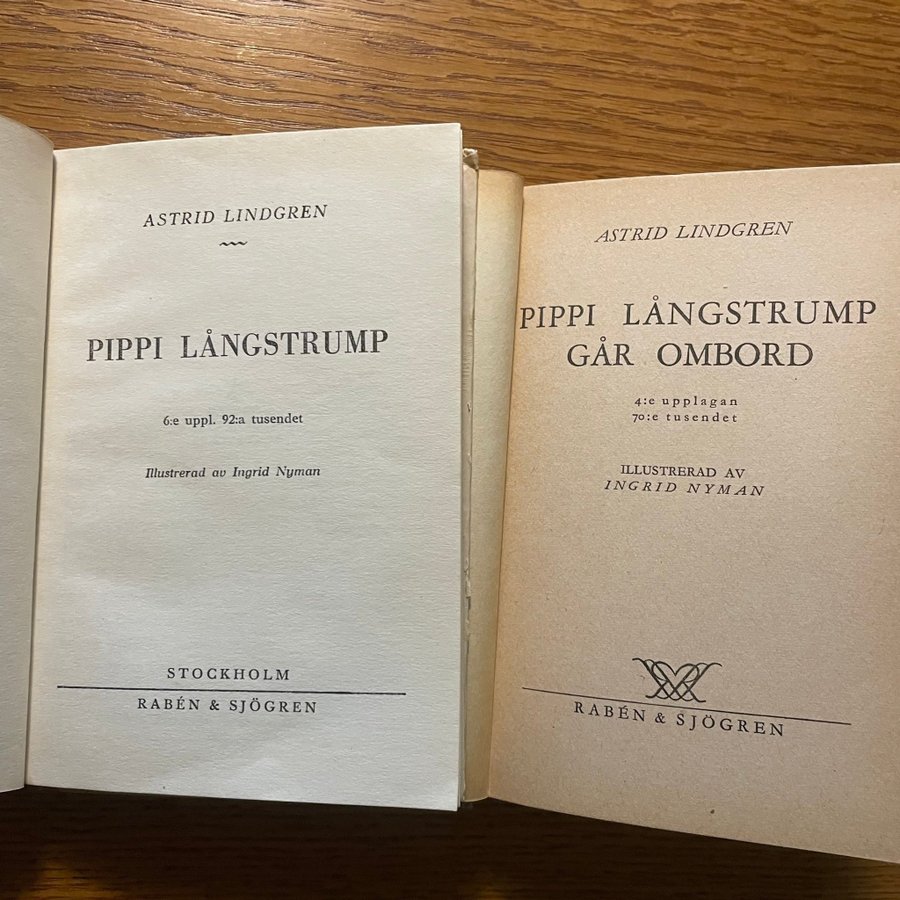 ASTRID LINDGREN
PIPPI LÅNGSTRUMP
6:e uppl. 92:a tusendet
Illustrerad av Ingrid Nyman
STOCKHOLM
RABÉN & SJÖGREN
ASTRID LINDGREN
PIPPI LÅNGSTRUMP
GÅR OMBORD
4:e upplagan
70:e tusendet
ILLUSTRERAD AV
INGRID NYMAN
RABÉN & SJÖGREN